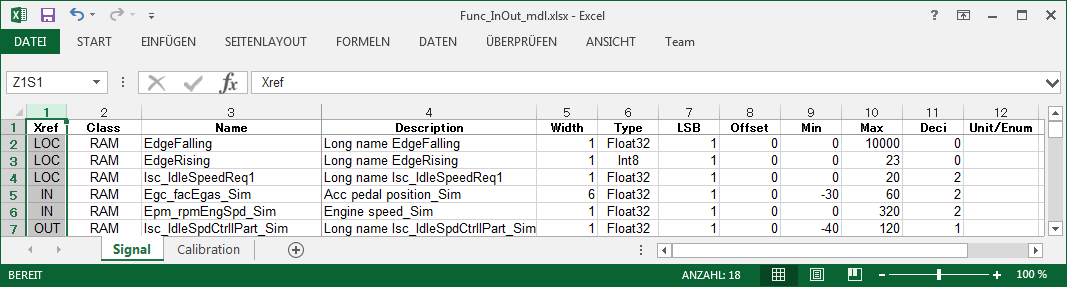 Func_InOut_mdl.xlsx - Excel
DATEI START EINFÜGEN SEITENLAYOUT FORMELN DATEN ÜBERPRÜFEN ANSICHT Team
Z1S1 fx Xref
1 2 3 4 5 6 7 8 9 10 11 12
1 Xref Class Name Description Width Type LSB Offset Min Max Deci Unit/Enum
2 LOC RAM EdgeFalling Long name EdgeFalling 1 Float32 1 0 0 10000 0
3 LOC RAM EdgeRising Long name EdgeRising 1 Int8 1 0 0 23 0
4 LOC RAM Isc_IdleSpeedReq1 Long name Isc_IdleSpeedReq1 1 Float32 1 0 0 20 2
5 IN RAM Egc_facEgas_Sim Acc pedal position_Sim 6 Float32 1 0 -30 60 2
6 IN RAM Epm_rpmEngSpd_Sim Engine speed_Sim 1 Float32 1 0 0 320 2
7 OUT RAM Isc_IdleSpdCtrllPart_Sim Long name Isc_IdleSpdCtrllPart_Sim 1 Float32 1 0 -40 120 1
Signal Calibration
BEREIT ANZAHL: 18 100 %